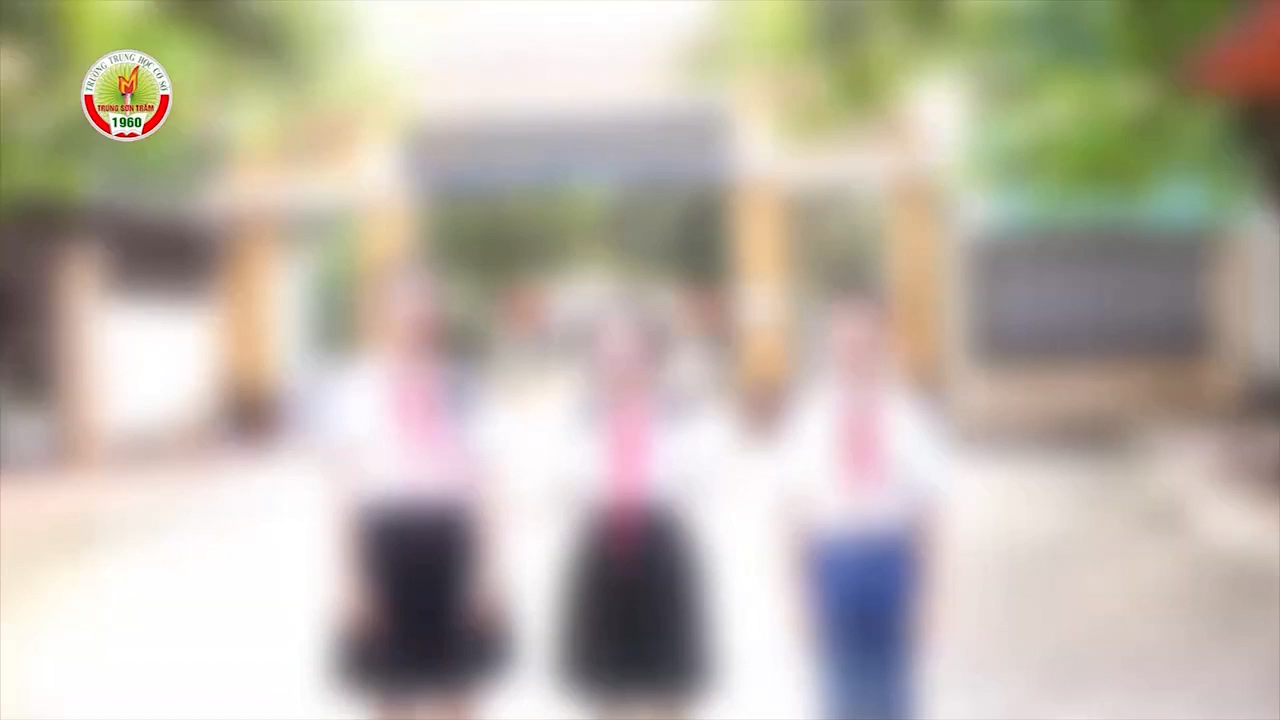 TRƯỜNG TRUNG HỌC CƠ SỞ
TRUNG SƠN TRẦM
1960